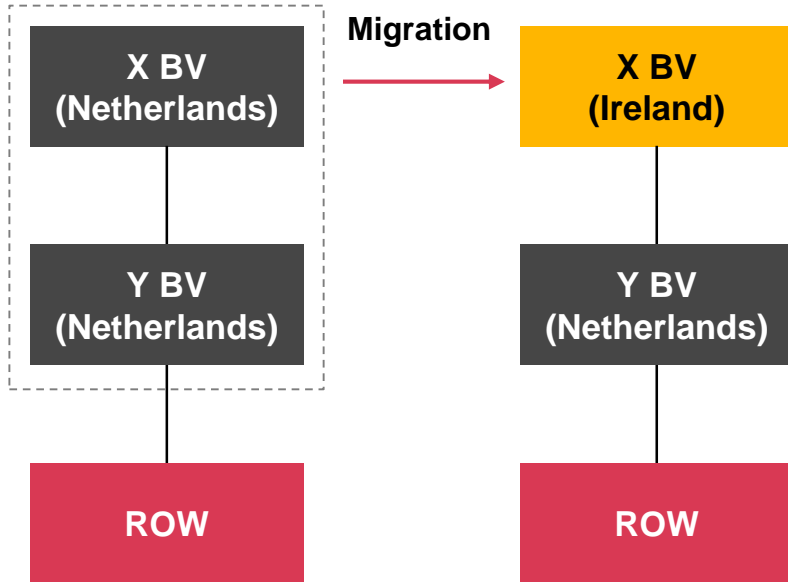 Migration
X BV
(Netherlands)
X BV
(Ireland)
Y BV
(Netherlands)
Y BV
(Netherlands)
ROW
ROW